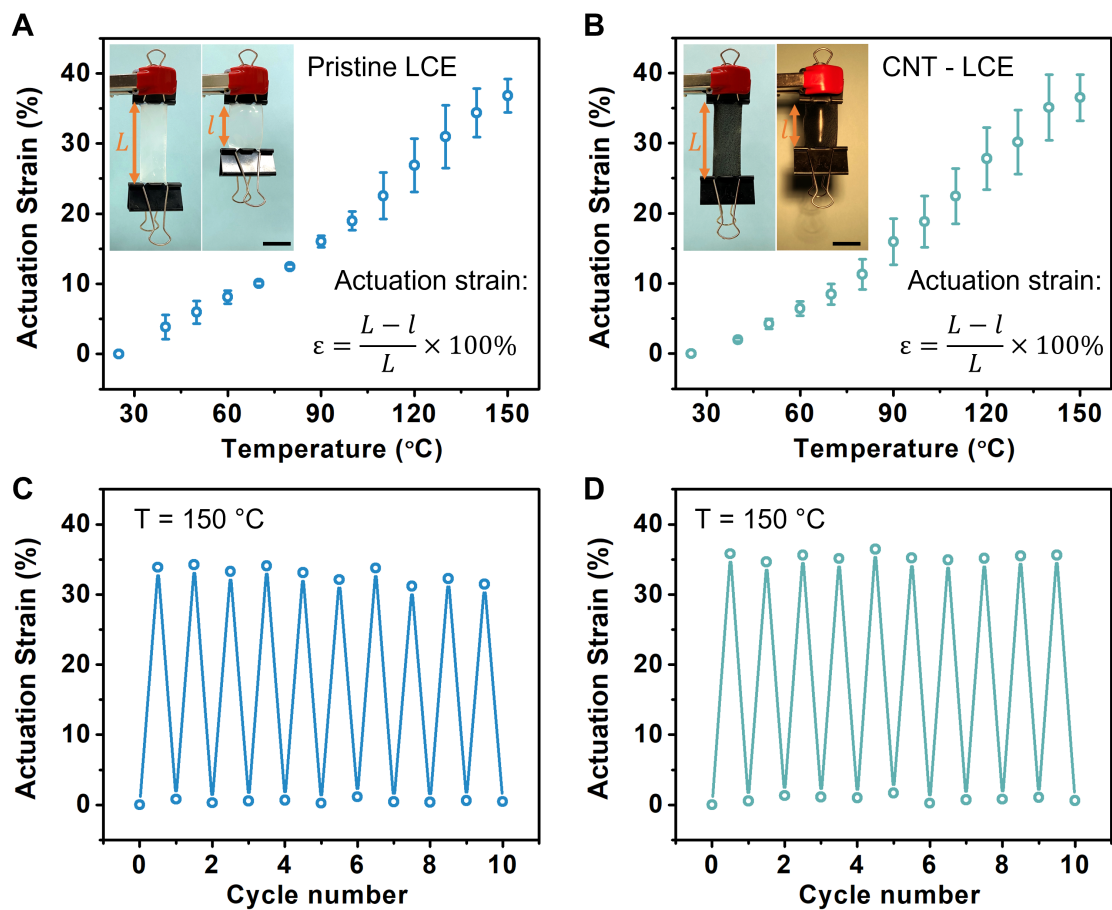 A
Pristine LCE
L
l
Actuation strain:
ε = (L − l)/L × 100%
Actuation Strain (%)
40
30
20
10
0
30 60 90 120 150
Temperature (°C)
B
CNT - LCE
L
l
Actuation strain:
ε = (L − l)/L × 100%
Actuation Strain (%)
40
30
20
10
0
30 60 90 120 150
Temperature (°C)
C
T = 150 °C
Actuation Strain (%)
40
30
20
10
0
0 2 4 6 8 10
Cycle number
D
T = 150 °C
Actuation Strain (%)
40
30
20
10
0
0 2 4 6 8 10
Cycle number